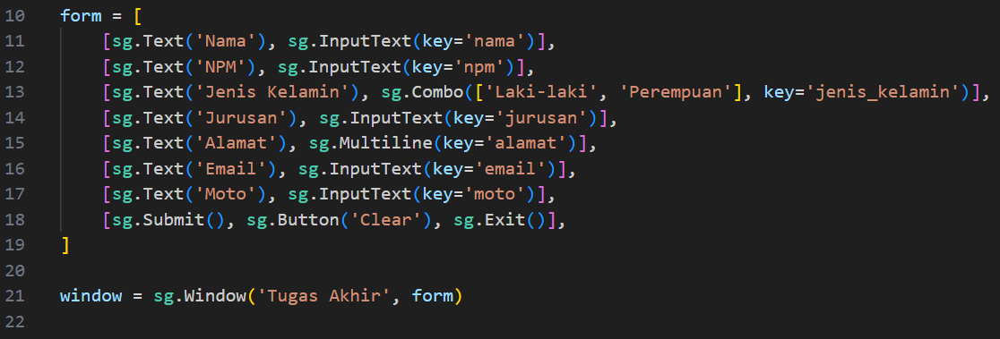 10 form = [
11     [sg.Text('Nama'), sg.InputText(key='nama')],
12     [sg.Text('NPM'), sg.InputText(key='npm')],
13     [sg.Text('Jenis Kelamin'), sg.Combo(['Laki-laki', 'Perempuan'], key='jenis_kelamin')],
14     [sg.Text('Jurusan'), sg.InputText(key='jurusan')],
15     [sg.Text('Alamat'), sg.Multiline(key='alamat')],
16     [sg.Text('Email'), sg.InputText(key='email')],
17     [sg.Text('Moto'), sg.InputText(key='moto')],
18     [sg.Submit(), sg.Button('Clear'), sg.Exit()],
19 ]
20
21 window = sg.Window('Tugas Akhir', form)
22